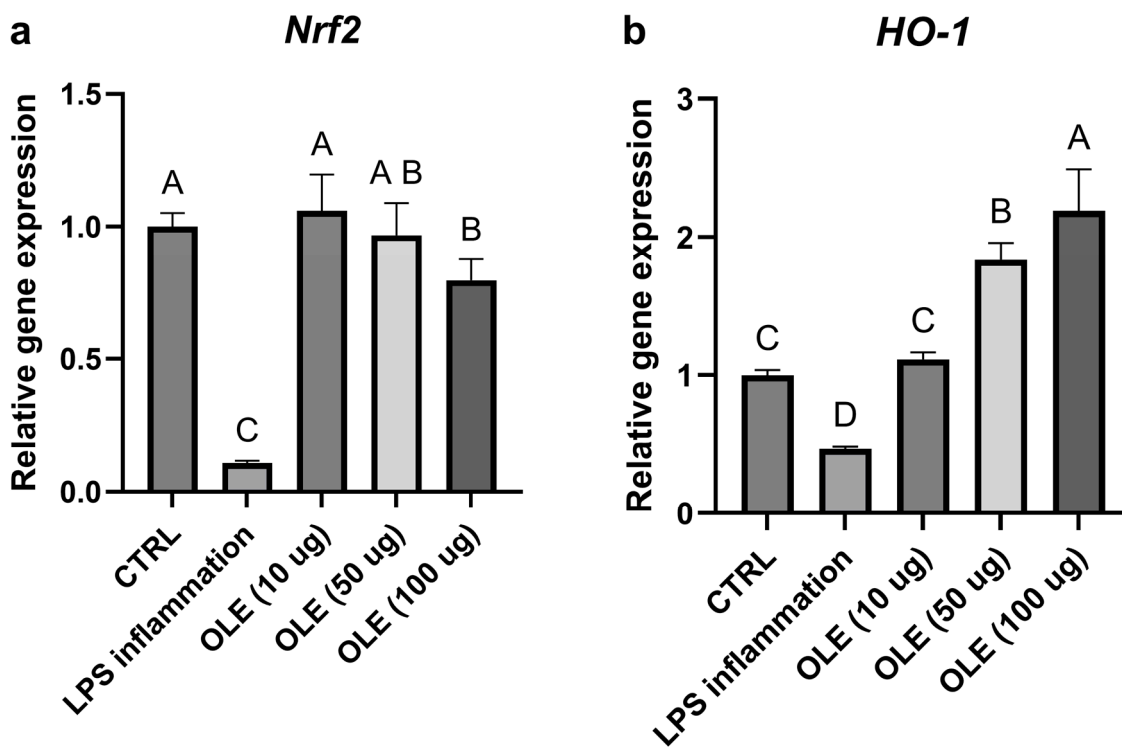 a
Nrf2
Relative gene expression
1.5
1.0
0.5
0.0
A
C
A
A B
B
CTRL
LPS inflammation
OLE (10 ug)
OLE (50 ug)
OLE (100 ug)
b
HO-1
Relative gene expression
3
2
1
0
C
D
C
B
A
CTRL
LPS inflammation
OLE (10 ug)
OLE (50 ug)
OLE (100 ug)